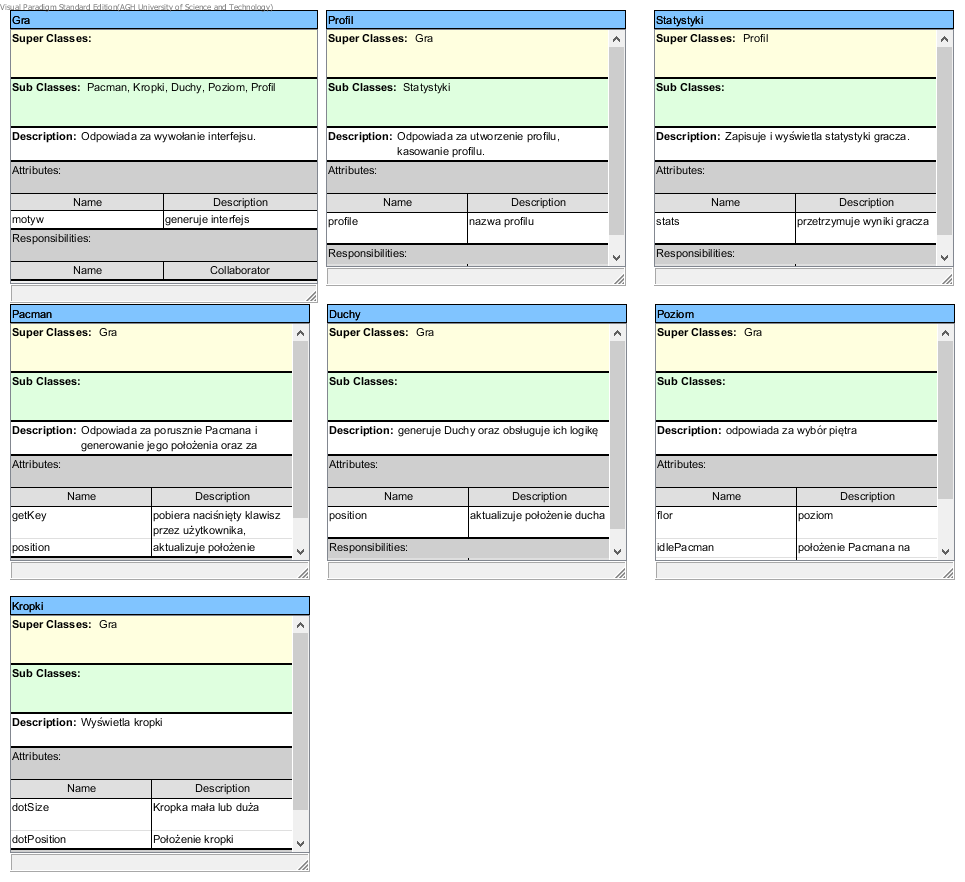 Visual Paradigm Standard Edition(AGH University of Science and Technology)
Gra
Super Classes:
Sub Classes: Pacman, Kropki, Duchy, Poziom, Profil
Description: Odpowiada za wywołanie interfejsu.
Attributes:
Name Description
motyw generuje interfejs
Responsibilities:
Name Collaborator
Profil
Super Classes: Gra
Sub Classes: Statystyki
Description: Odpowiada za utworzenie profilu,
kasowanie profilu.
Attributes:
Name Description
profile nazwa profilu
Responsibilities:
Statystyki
Super Classes: Profil
Sub Classes:
Description: Zapisuje i wyświetla statystyki gracza.
Attributes:
Name Description
stats przetrzymuje wyniki gracza
Responsibilities:
Pacman
Super Classes: Gra
Sub Classes:
Description: Odpowiada za porusznie Pacmana i
generowanie jego położenia oraz za
Attributes:
Name Description
getKey pobiera naciśnięty klawisz
przez użytkownika,
position aktualizuje położenie
Duchy
Super Classes: Gra
Sub Classes:
Description: generuje Duchy oraz obsługuje ich logikę
Attributes:
Name Description
position aktualizuje położenie ducha
Responsibilities:
Poziom
Super Classes: Gra
Sub Classes:
Description: odpowiada za wybór piętra
Attributes:
Name Description
flor poziom
idlePacman położenie Pacmana na
Kropki
Super Classes: Gra
Sub Classes:
Description: Wyświetla kropki
Attributes:
Name Description
dotSize Kropka mała lub duża
dotPosition Położenie kropki